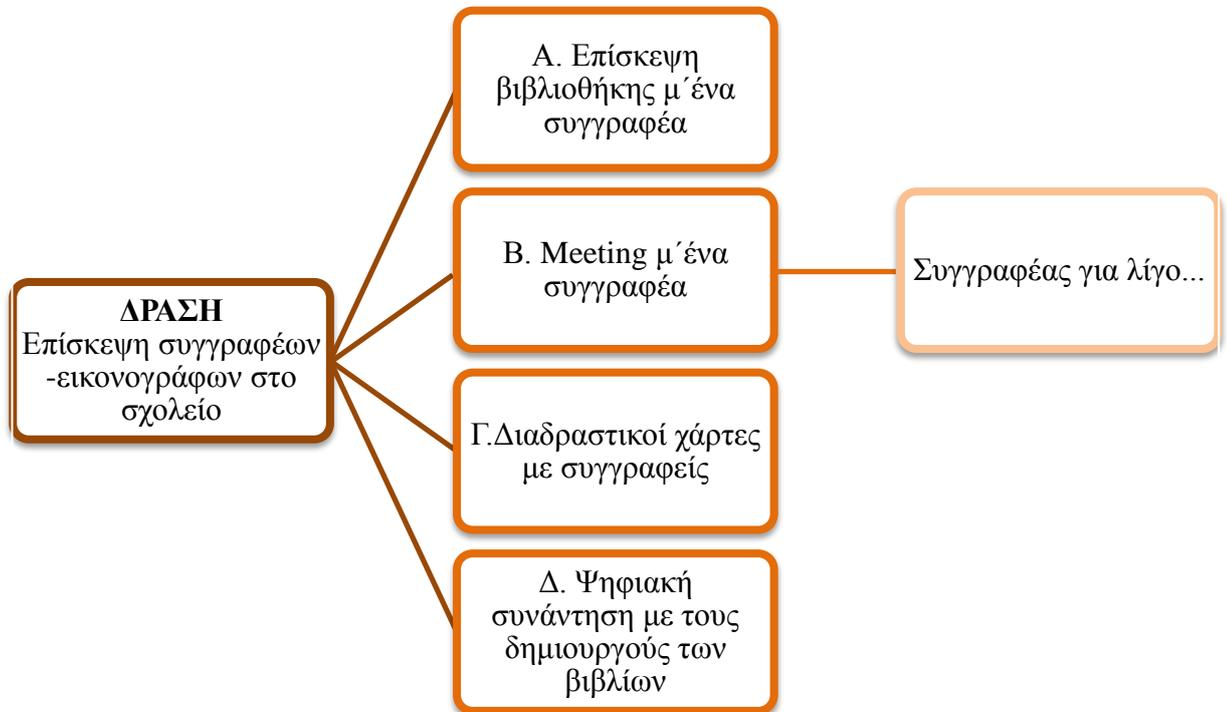 Α. Επίσκεψη
βιβλιοθήκης μ΄ένα
συγγραφέα
Β. Meeting μ΄ένα
συγγραφέα
Συγγραφέας για λίγο...
ΔΡΑΣΗ
Επίσκεψη συγγραφέων
-εικονογράφων στο
σχολείο
Γ.Διαδραστικοί χάρτες
με συγγραφείς
Δ. Ψηφιακή
συνάντηση με τους
δημιουργούς των
βιβλίων